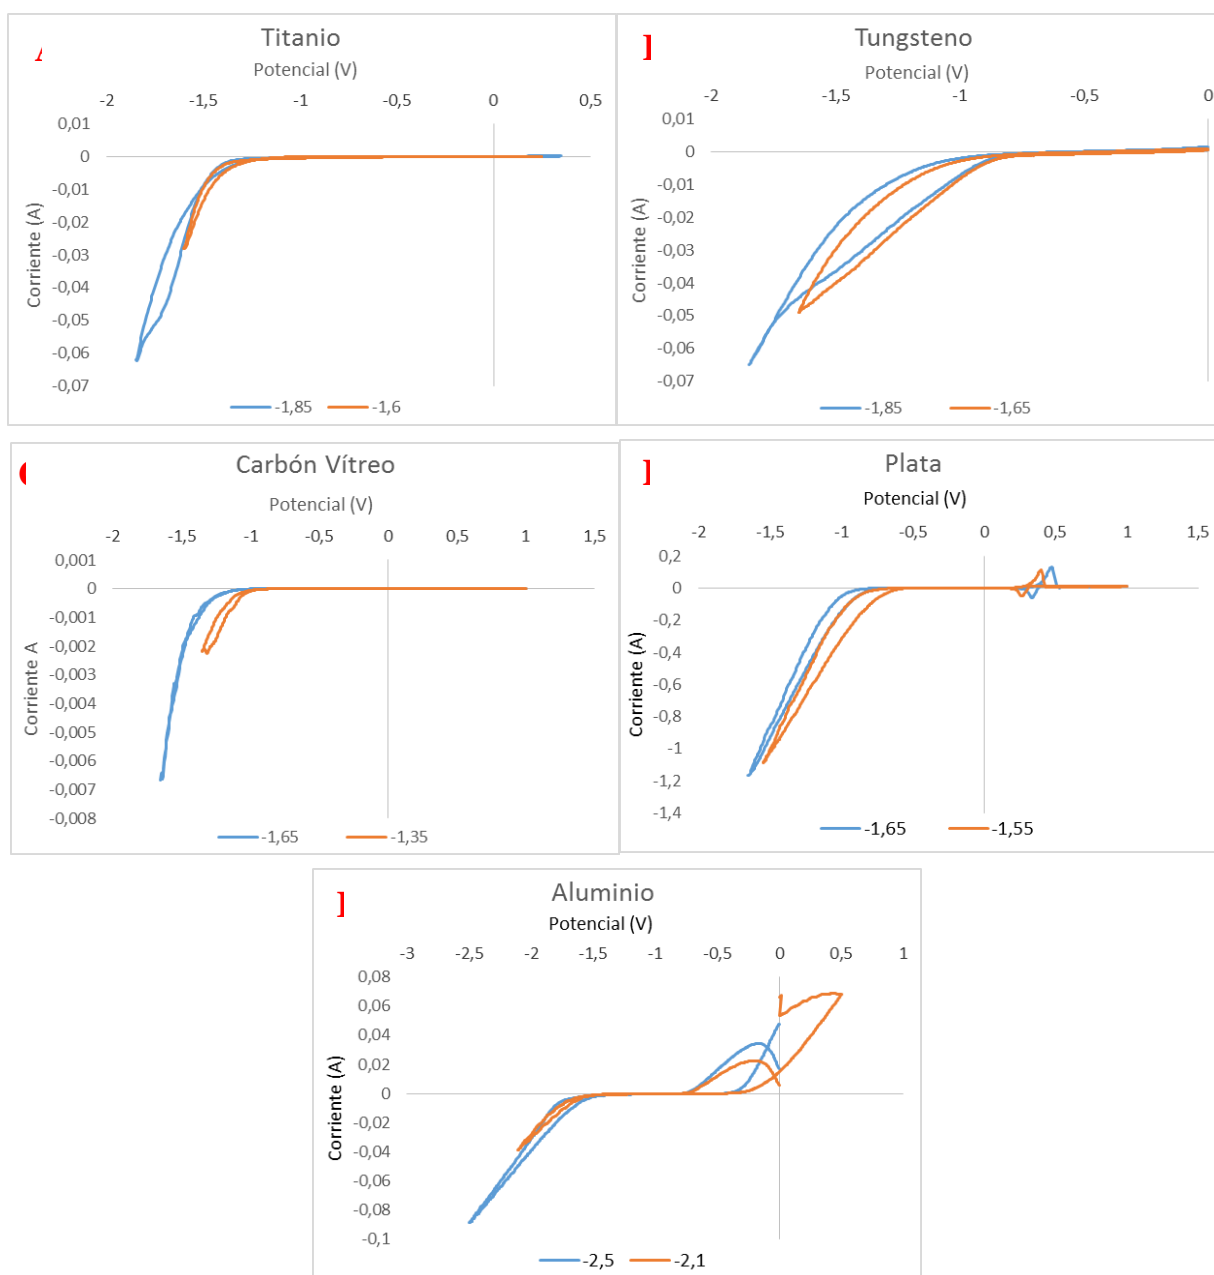 Titanio
Potencial (V)
-2 -1,5 -1 -0,5 0 0,5
0,01
0
-0,01
-0,02
-0,03
-0,04
-0,05
-0,06
-0,07
Corriente (A)
-1,85 -1,6
Tungsteno
Potencial (V)
-2 -1,5 -1 -0,5 0
0,01
0
-0,01
-0,02
-0,03
-0,04
-0,05
-0,06
-0,07
Corriente (A)
-1,85 -1,65
Carbón Vítreo
Potencial (V)
-2 -1,5 -1 -0,5 0 0,5 1 1,5
0,001
0
-0,001
-0,002
-0,003
-0,004
-0,005
-0,006
-0,007
-0,008
Corriente A
-1,65 -1,35
Plata
Potencial (V)
-2 -1,5 -1 -0,5 0 0,5 1 1,5
0,2
0
-0,2
-0,4
-0,6
-0,8
-1
-1,2
-1,4
Corriente (A)
-1,65 -1,55
Aluminio
Potencial (V)
-3 -2,5 -2 -1,5 -1 -0,5 0 0,5 1
0,08
0,06
0,04
0,02
0
-0,02
-0,04
-0,06
-0,08
-0,1
Corriente (A)
-2,5 -2,1